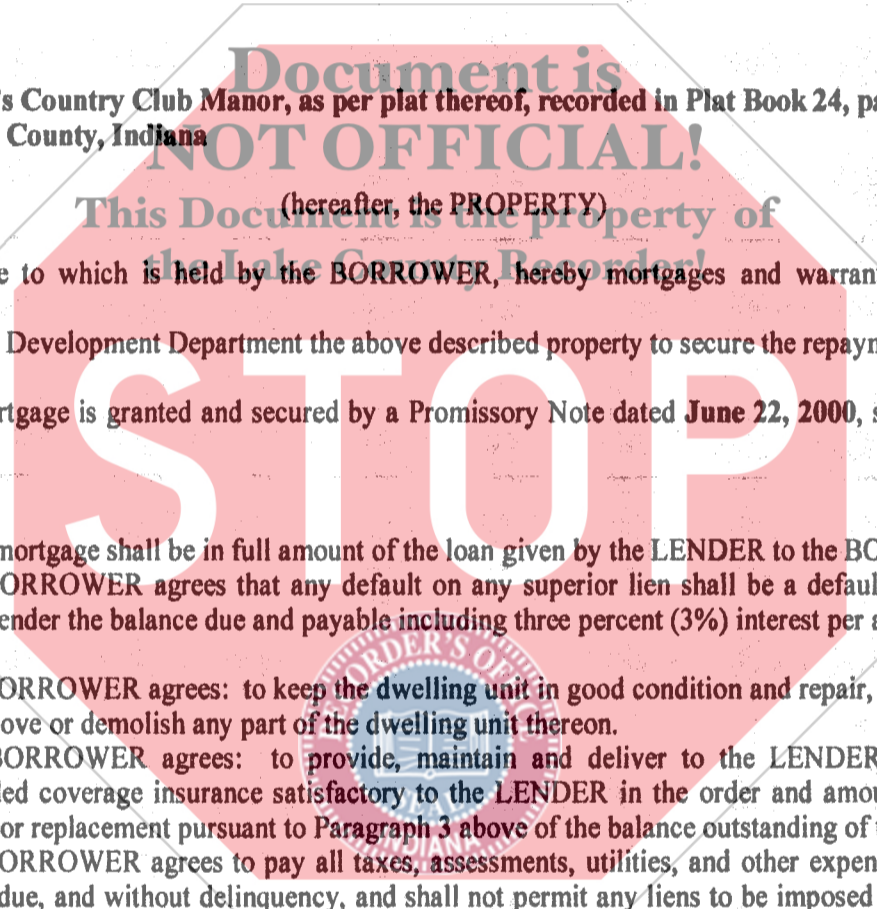 Document is
's Country Club Manor, as per plat thereof, recorded in Plat Book 24, pa
County, Indiana
NOT OFFICIAL!
(hereafter, the PROPERTY)
This Document is the property of
the Lake County Recorder!
e to which is held by the BORROWER, hereby mortgages and warran
Development Department the above described property to secure the repaym
rtgage is granted and secured by a Promissory Note dated June 22, 2000, s
STOP
mortgage shall be in full amount of the loan given by the LENDER to the BO
ORROWER agrees that any default on any superior lien shall be a defaul
ender the balance due and payable including three percent (3%) interest per a
RECORDER'S OFFICE
ORROWER agrees: to keep the dwelling unit in good condition and repair,
ove or demolish any part of the dwelling unit thereon.
BORROWER agrees: to provide, maintain and deliver to the LENDER
led coverage insurance satisfactory to the LENDER in the order and amou
or replacement pursuant to Paragraph 3 above of the balance outstanding of t
INDIANA
ORROWER agrees to pay all taxes, assessments, utilities, and other expen
due, and without delinquency, and shall not permit any liens to be imposed